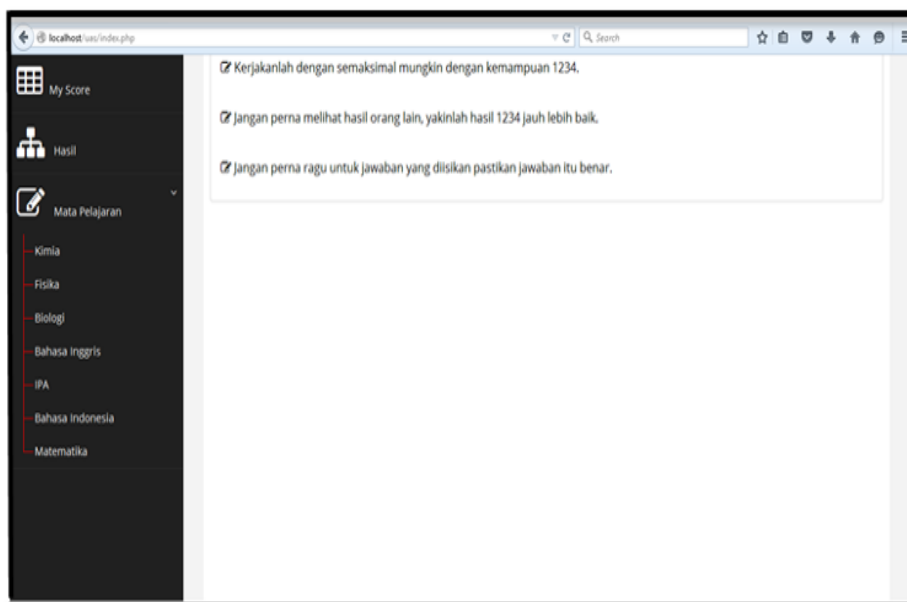 localhost/uas/index.php
Search
My Score
Hasil
Mata Pelajaran
Kimia
Fisika
Biologi
Bahasa Inggris
IPA
Bahasa Indonesia
Matematika
Kerjakanlah dengan semaksimal mungkin dengan kemampuan 1234.
Jangan perna melihat hasil orang lain, yakinlah hasil 1234 jauh lebih baik.
Jangan perna ragu untuk jawaban yang diisikan pastikan jawaban itu benar.